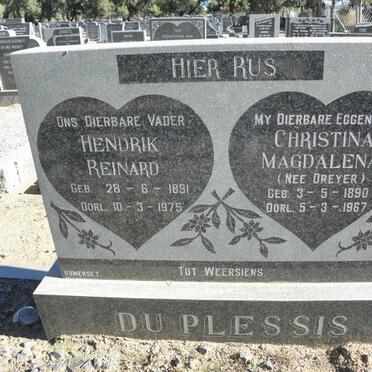 HIER RUS
ONS DIERBARE VADER
HENDRIK
REINARD
GEB. 28-6-1891
OORL. 10-3-1975
MY DIERBARE EGGEN
CHRISTINA
MAGDALENA
(NEE DREYER)
GEB. 3-5-1890
OORL. 5-3-1967
SOMERSET
TOT WEERSIENS
DU PLESSIS